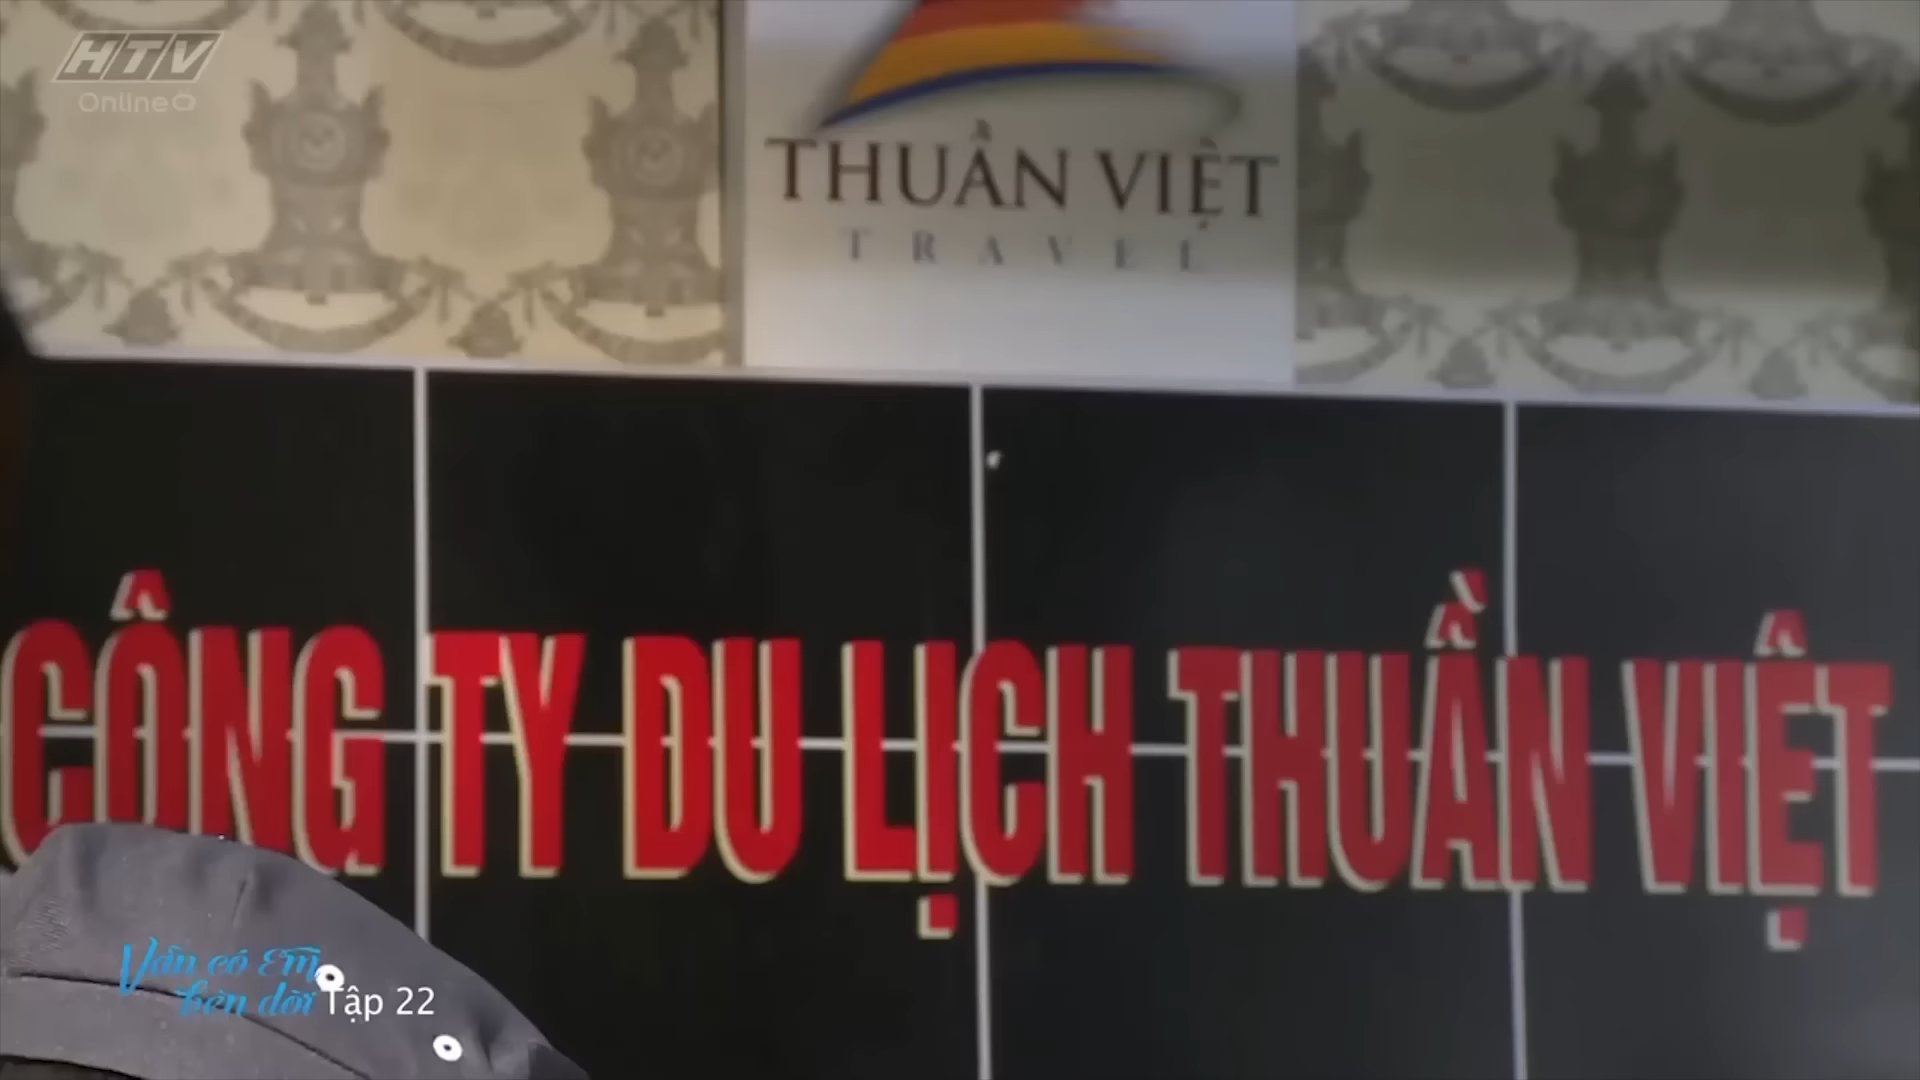 HTV
Online
THUẦN VIỆT
TRAVEL
CÔNG TY DU LỊCH THUẦN VIỆT
Vẫn có Em
bên đời
Tập 22